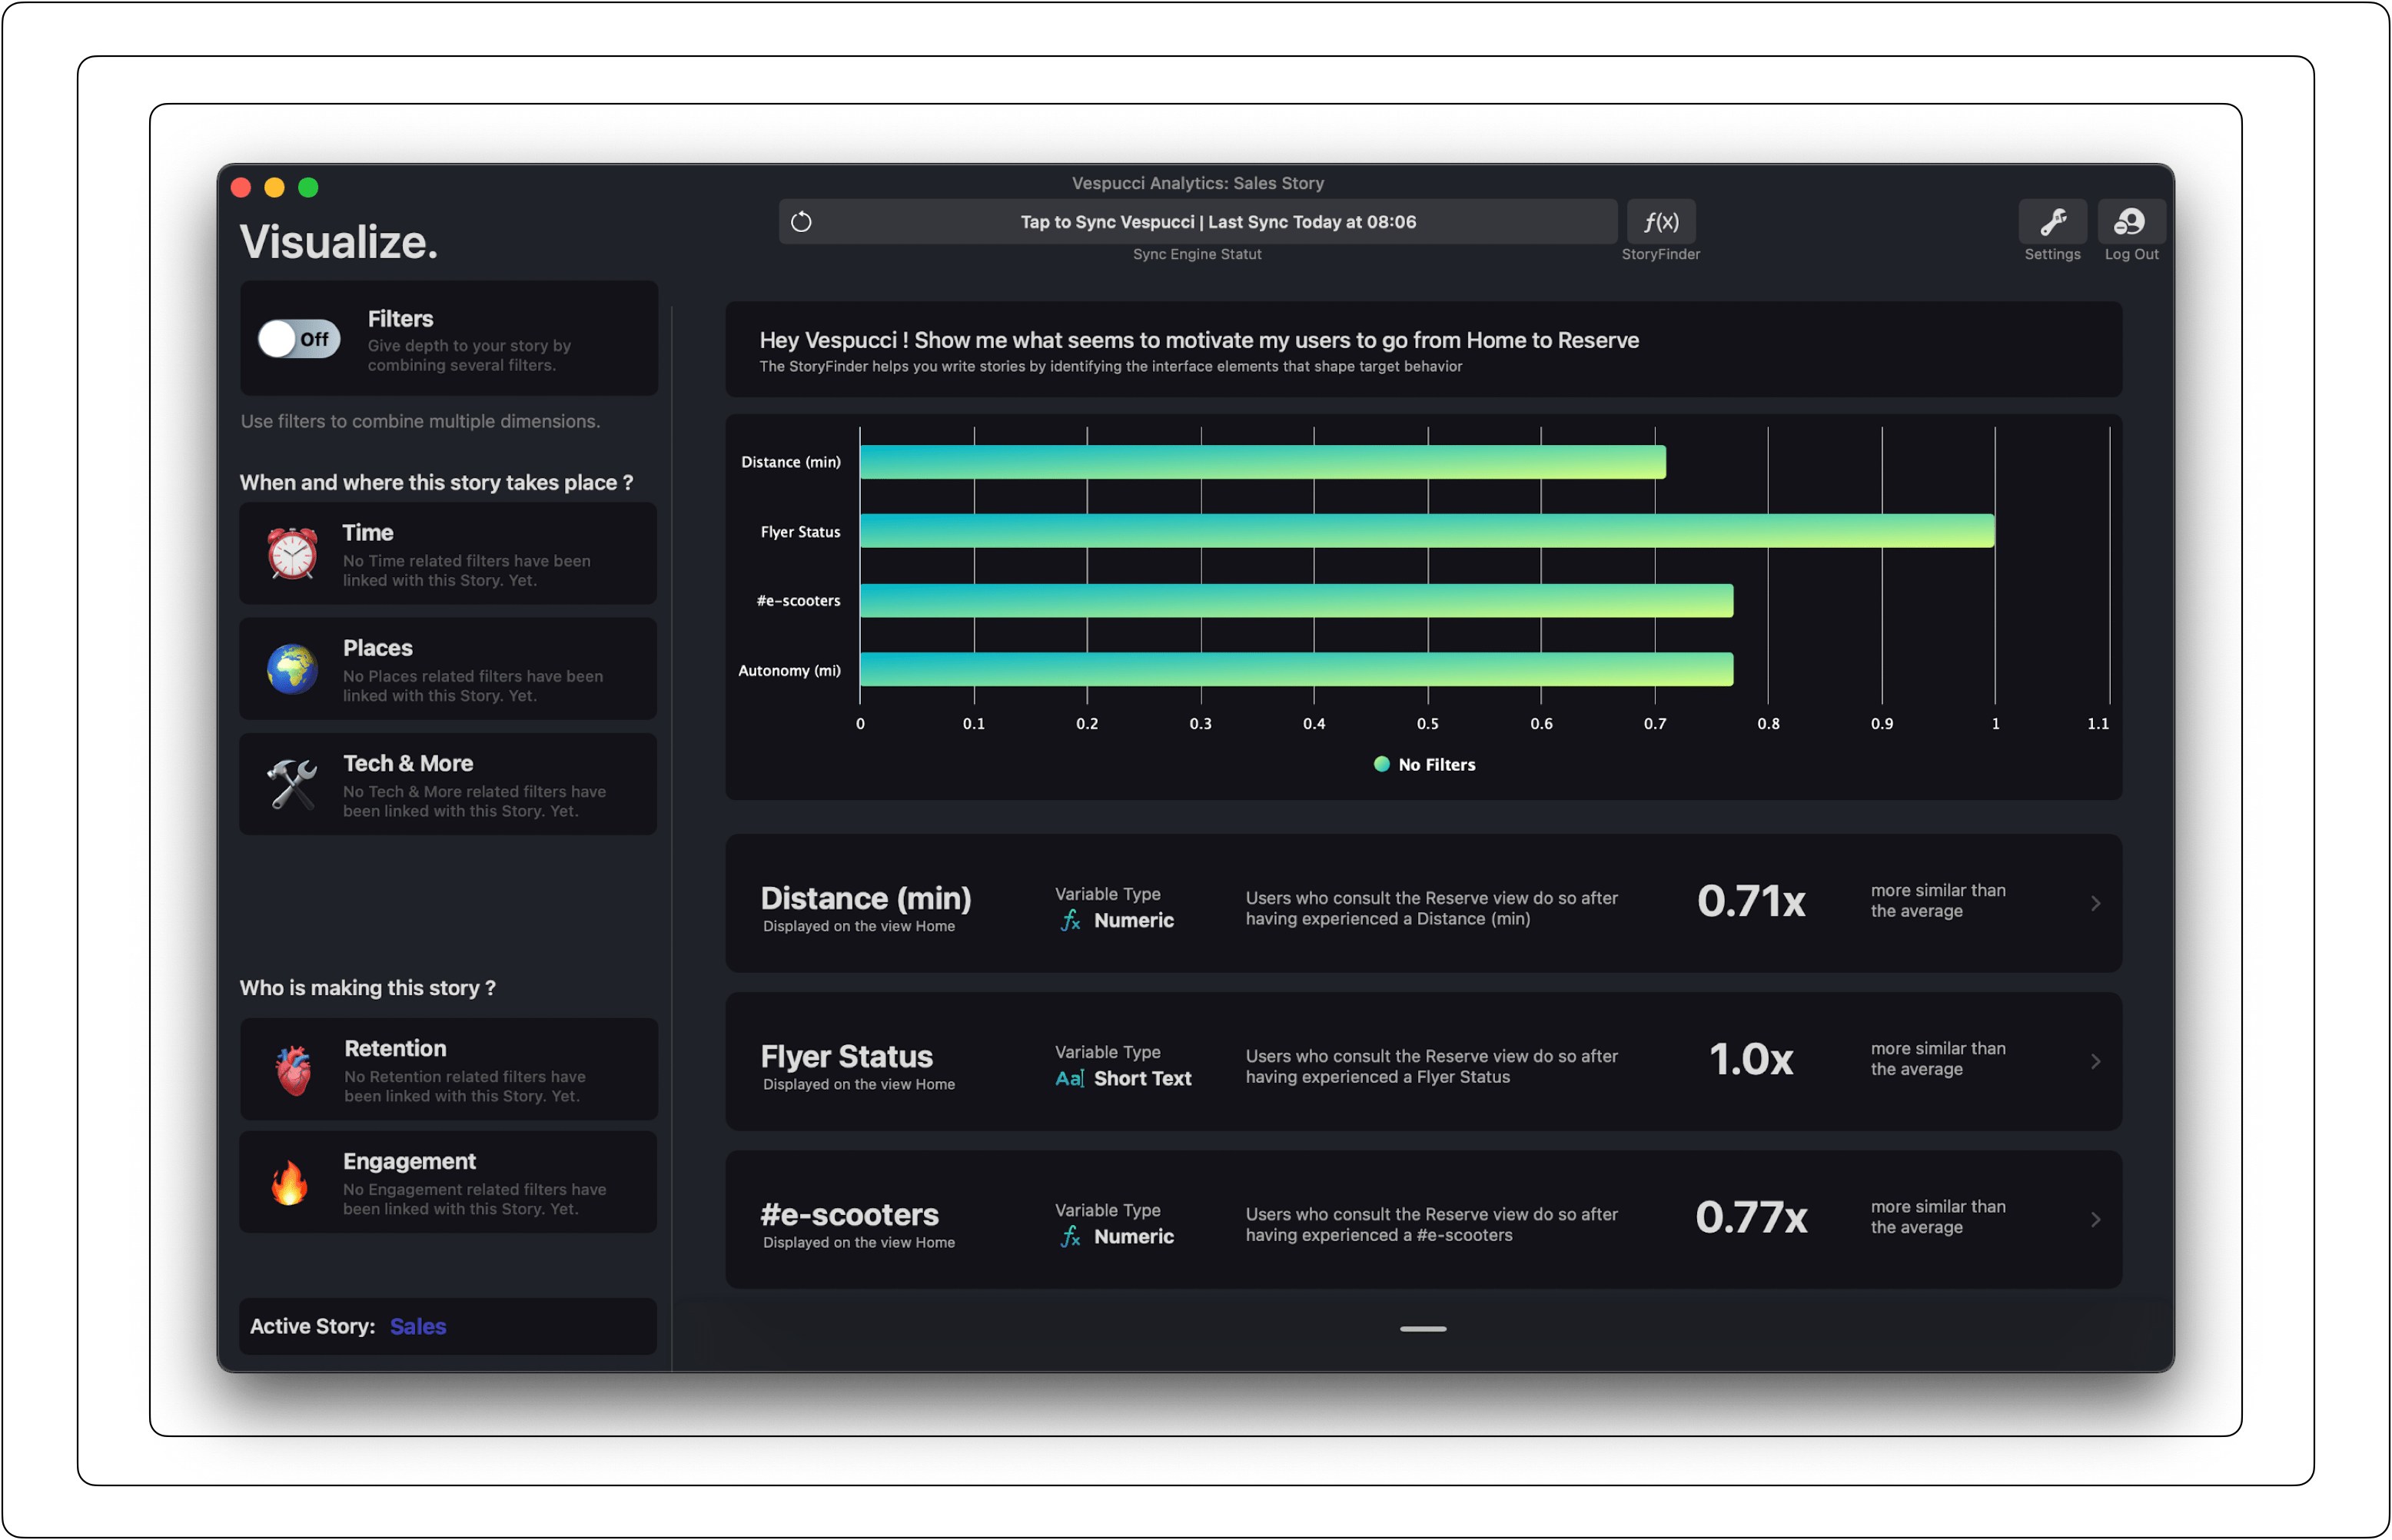 Vespucci Analytics: Sales Story
Visualize.
Tap to Sync Vespucci | Last Sync Today at 08:06
Sync Engine Statut
f(x)
StoryFinder
Settings
Log Out
Off
Filters
Give depth to your story by
combining several filters.
Use filters to combine multiple dimensions.
When and where this story takes place ?
Time
No Time related filters have been
linked with this Story. Yet.
Places
No Places related filters have been
linked with this Story. Yet.
Tech & More
No Tech & More related filters have
been linked with this Story. Yet.
Who is making this story ?
Retention
No Retention related filters have
been linked with this Story. Yet.
Engagement
No Engagement related filters have
been linked with this Story. Yet.
Active Story: Sales
Hey Vespucci ! Show me what seems to motivate my users to go from Home to Reserve
The StoryFinder helps you write stories by identifying the interface elements that shape target behavior
Distance (min)
Flyer Status
#e-scooters
Autonomy (mi)
0 0.1 0.2 0.3 0.4 0.5 0.6 0.7 0.8 0.9 1 1.1
No Filters
Distance (min)
Displayed on the view Home
Variable Type
fx Numeric
Users who consult the Reserve view do so after
having experienced a Distance (min)
0.71x
more similar than
the average
Flyer Status
Displayed on the view Home
Variable Type
Aa Short Text
Users who consult the Reserve view do so after
having experienced a Flyer Status
1.0x
more similar than
the average
#e-scooters
Displayed on the view Home
Variable Type
fx Numeric
Users who consult the Reserve view do so after
having experienced a #e-scooters
0.77x
more similar than
the average